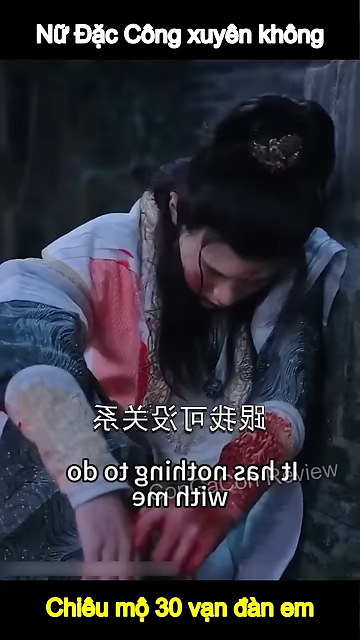 Nữ Đặc Công xuyên không
跟我可没关系
It has nothing to do
with me
Review
Chiêu mộ 30 vạn đàn em